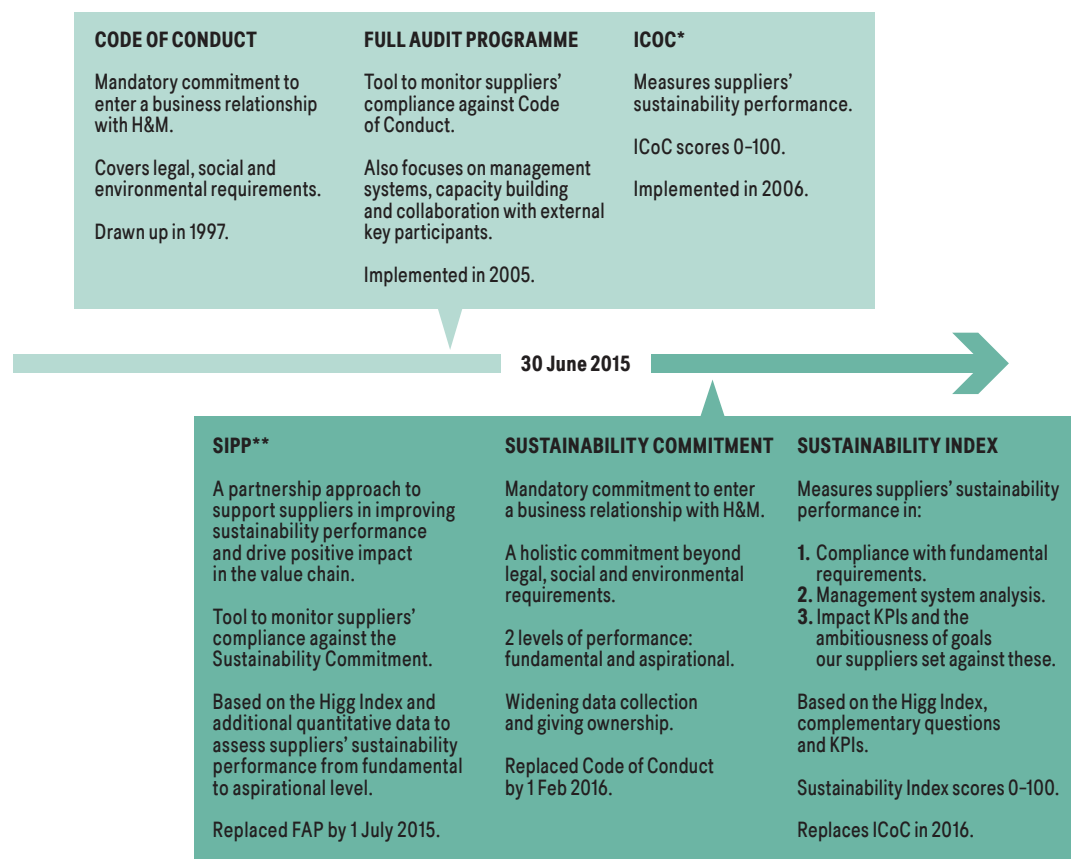 CODE OF CONDUCT
Mandatory commitment to
enter a business relationship
with H&M.
Covers legal, social and
environmental requirements.
Drawn up in 1997.
FULL AUDIT PROGRAMME
Tool to monitor suppliers’
compliance against Code
of Conduct.
Also focuses on management
systems, capacity building
and collaboration with external
key participants.
Implemented in 2005.
ICOC*
Measures suppliers’
sustainability performance.
ICoC scores 0–100.
Implemented in 2006.
30 June 2015
SIPP**
A partnership approach to
support suppliers in improving
sustainability performance
and drive positive impact
in the value chain.
Tool to monitor suppliers’
compliance against the
Sustainability Commitment.
Based on the Higg Index and
additional quantitative data to
assess suppliers’ sustainability
performance from fundamental
to aspirational level.
Replaced FAP by 1 July 2015.
SUSTAINABILITY COMMITMENT
Mandatory commitment to enter
a business relationship with H&M.
A holistic commitment beyond
legal, social and environmental
requirements.
2 levels of performance:
fundamental and aspirational.
Widening data collection
and giving ownership.
Replaced Code of Conduct
by 1 Feb 2016.
SUSTAINABILITY INDEX
Measures suppliers’ sustainability
performance in:
1. Compliance with fundamental
requirements.
2. Management system analysis.
3. Impact KPIs and the
ambitiousness of goals
our suppliers set against these.
Based on the Higg Index,
complementary questions
and KPIs.
Sustainability Index scores 0–100.
Replaces ICoC in 2016.